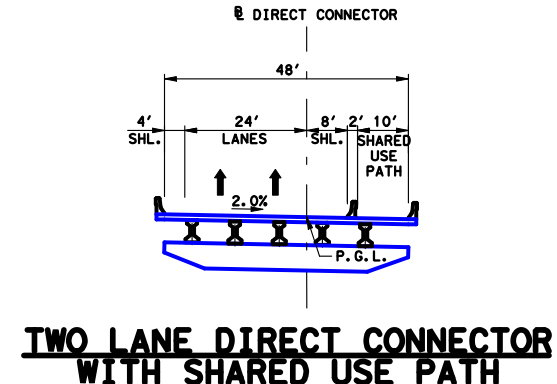 ℄ DIRECT CONNECTOR
48'
4' 24' 8' 2' 10'
SHL. LANES SHL. SHARED
USE
PATH
2.0%
P.G.L.
TWO LANE DIRECT CONNECTOR
WITH SHARED USE PATH